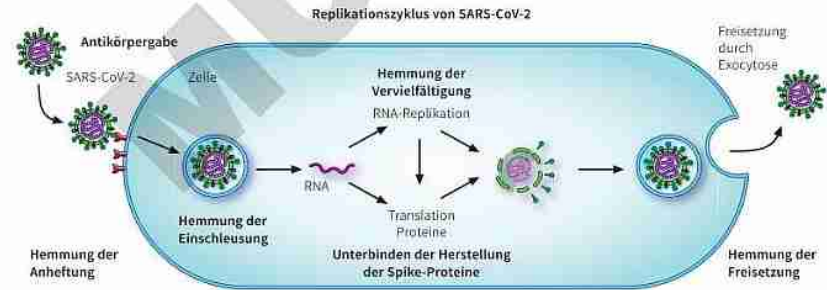 Replikationszyklus von SARS-CoV-2
Antikörpergabe
SARS-CoV-2
Zelle
Hemmung der
Vervielfältigung
RNA-Replikation
Freisetzung
durch
Exocytose
RNA
Translation
Proteine
Hemmung der
Einschleusung
Unterbinden der Herstellung
der Spike-Proteine
Hemmung der
Anheftung
Hemmung der
Freisetzung